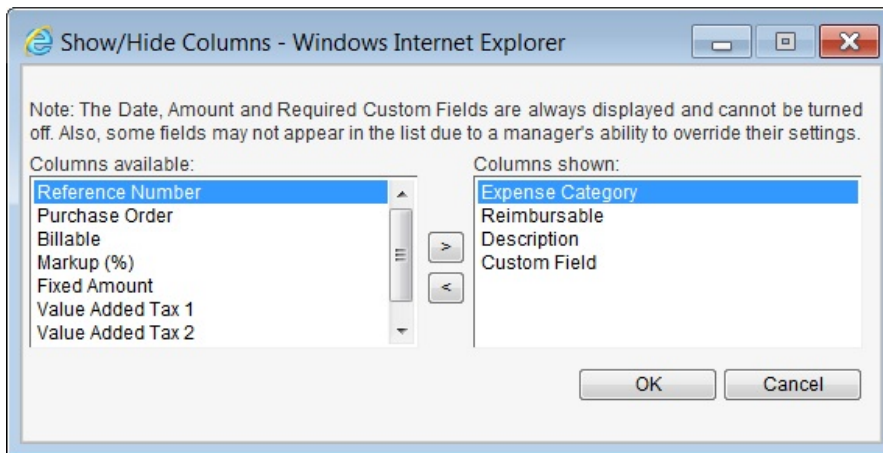 Show/Hide Columns - Windows Internet Explorer
Note: The Date, Amount and Required Custom Fields are always displayed and cannot be turned
off. Also, some fields may not appear in the list due to a manager's ability to override their settings.
Columns available:
Reference Number
Purchase Order
Billable
Markup (%)
Fixed Amount
Value Added Tax 1
Value Added Tax 2
>
<
Columns shown:
Expense Category
Reimbursable
Description
Custom Field
OK
Cancel